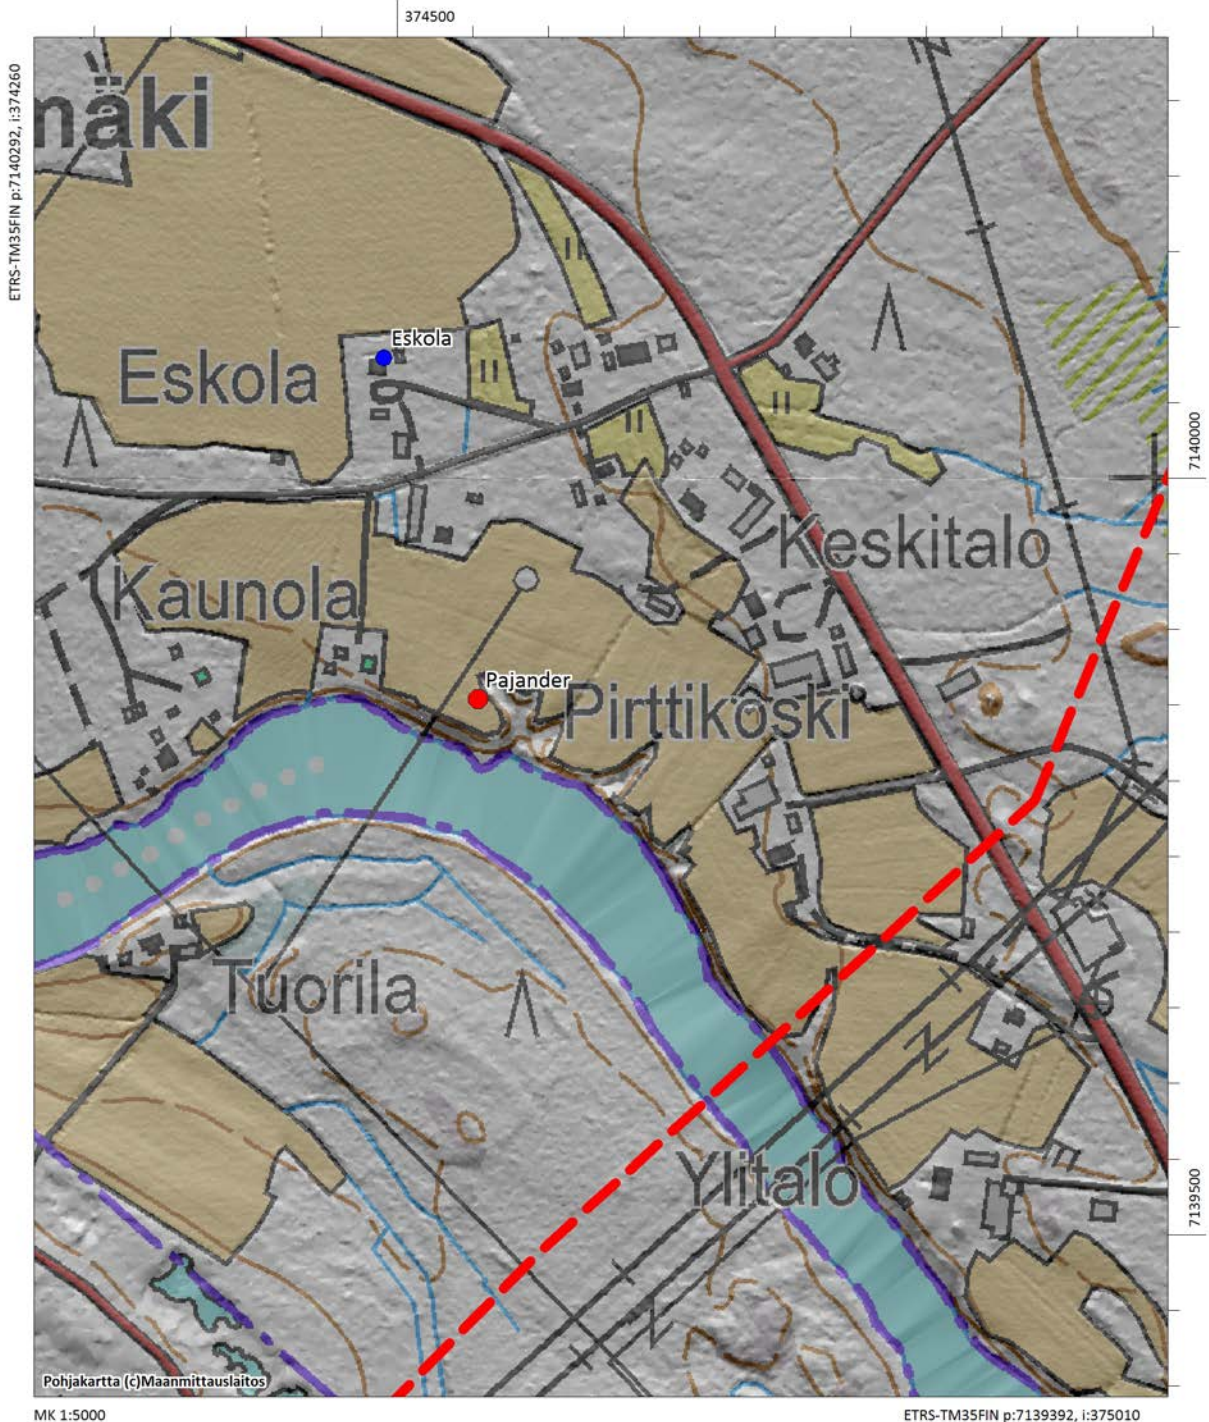 374500
ETRS-TM35FIN p:7140292, i:374260
mäki
Eskola
Eskola
7140000
Keskitalo
Kaunola
Pajander
Pirttikoski
Tuorila
Ylitalo
7139500
Pohjakartta (c)Maanmittauslaitos
MK 1:5000
ETRS-TM35FIN p:7139392, i:375010